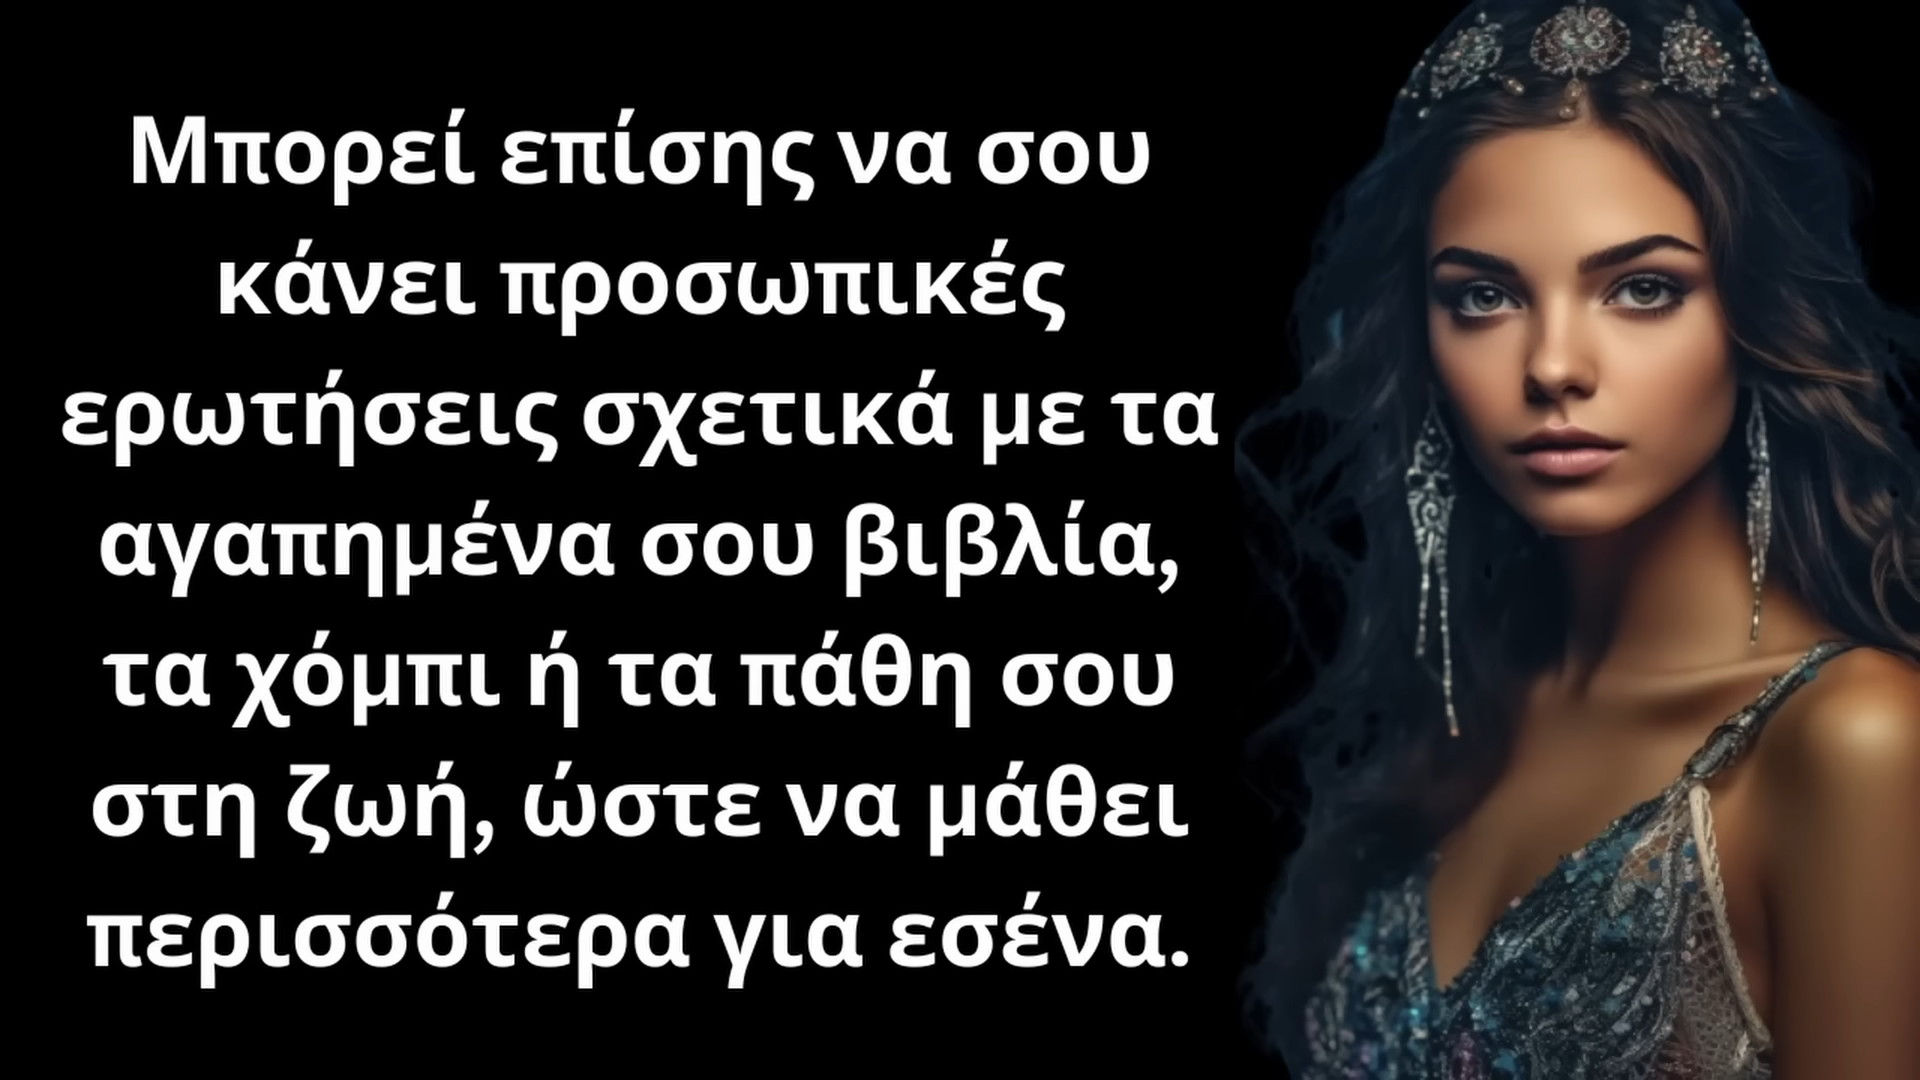 Μπορεί επίσης να σου
κάνει προσωπικές
ερωτήσεις σχετικά με τα
αγαπημένα σου βιβλία,
τα χόμπι ή τα πάθη σου
στη ζωή, ώστε να μάθει
περισσότερα για εσένα.